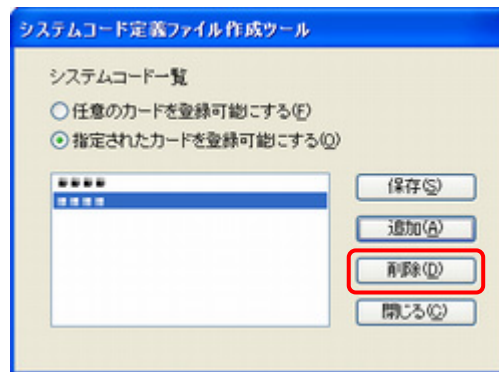 システムコード定義ファイル作成ツール
システムコード一覧
任意のカードを登録可能にする(F)
指定されたカードを登録可能にする(O)
保存(S)
追加(A)
削除(D)
閉じる(C)